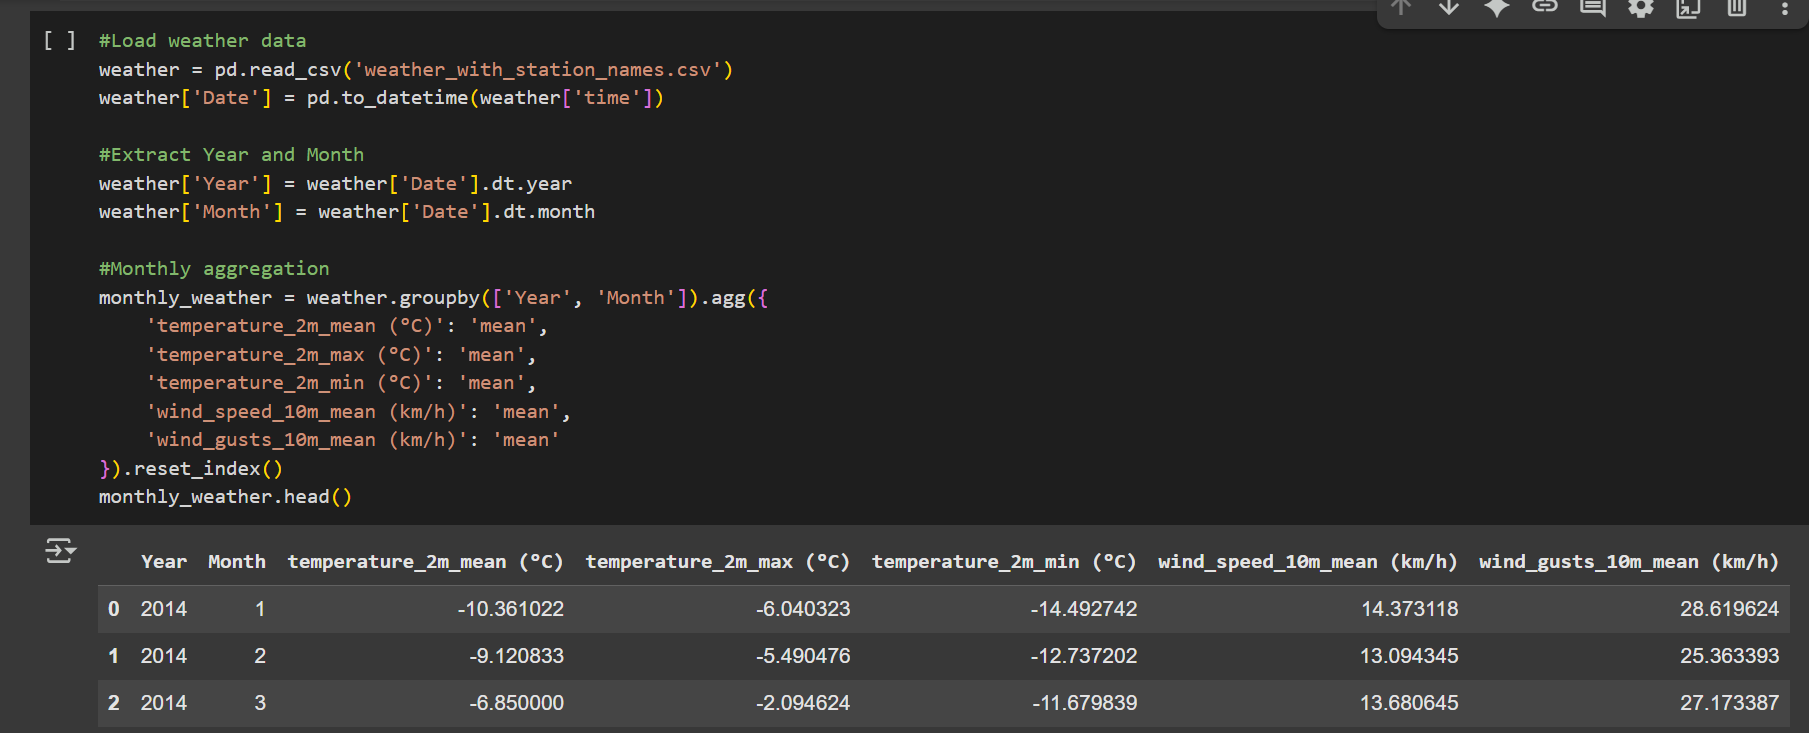 [ ] #Load weather data
weather = pd.read_csv('weather_with_station_names.csv')
weather['Date'] = pd.to_datetime(weather['time'])
#Extract Year and Month
weather['Year'] = weather['Date'].dt.year
weather['Month'] = weather['Date'].dt.month
#Monthly aggregation
monthly_weather = weather.groupby(['Year', 'Month']).agg({
    'temperature_2m_mean (°C)': 'mean',
    'temperature_2m_max (°C)': 'mean',
    'temperature_2m_min (°C)': 'mean',
    'wind_speed_10m_mean (km/h)': 'mean',
    'wind_gusts_10m_mean (km/h)': 'mean'
}).reset_index()
monthly_weather.head()
Year Month temperature_2m_mean (°C) temperature_2m_max (°C) temperature_2m_min (°C) wind_speed_10m_mean (km/h) wind_gusts_10m_mean (km/h)
0 2014 1 -10.361022 -6.040323 -14.492742 14.373118 28.619624
1 2014 2 -9.120833 -5.490476 -12.737202 13.094345 25.363393
2 2014 3 -6.850000 -2.094624 -11.679839 13.680645 27.173387